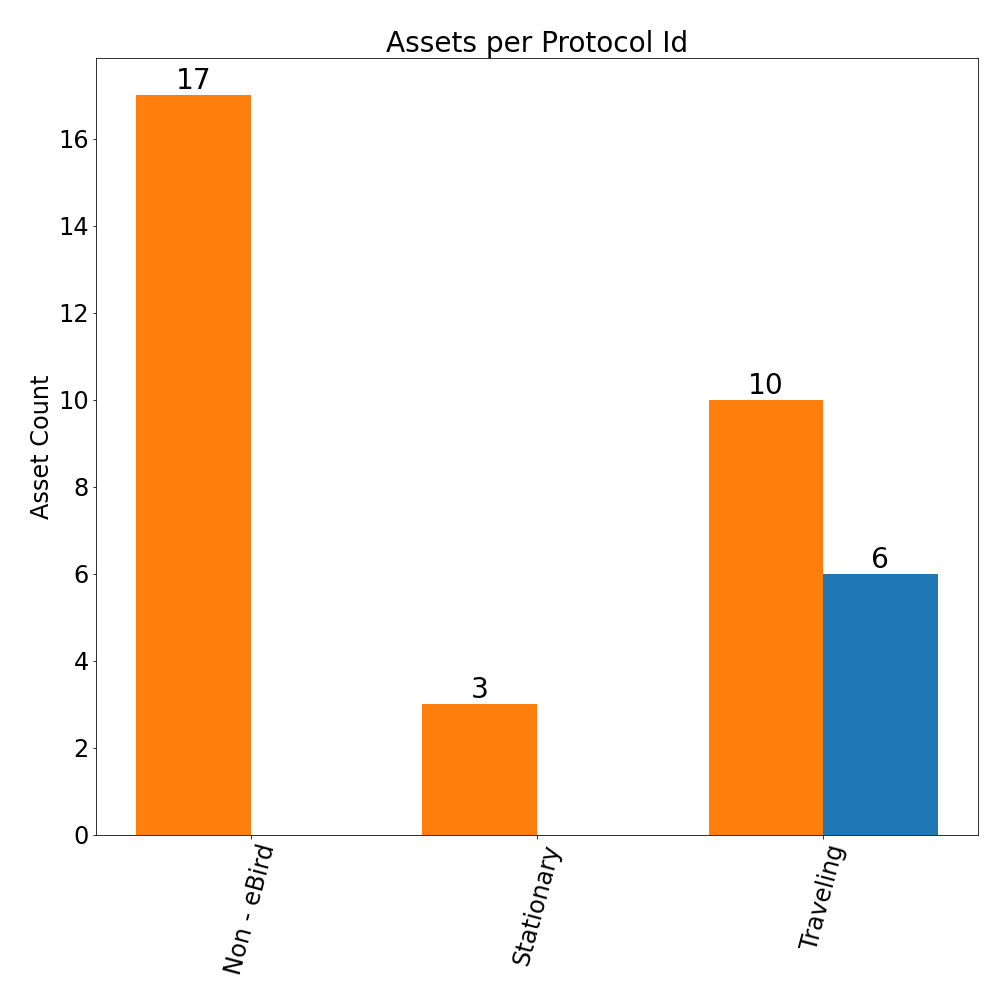 Assets per Protocol Id
17
16
14
12
10
10
8
6
6
4
3
2
0
Asset Count
Non - eBird
Stationary
Traveling